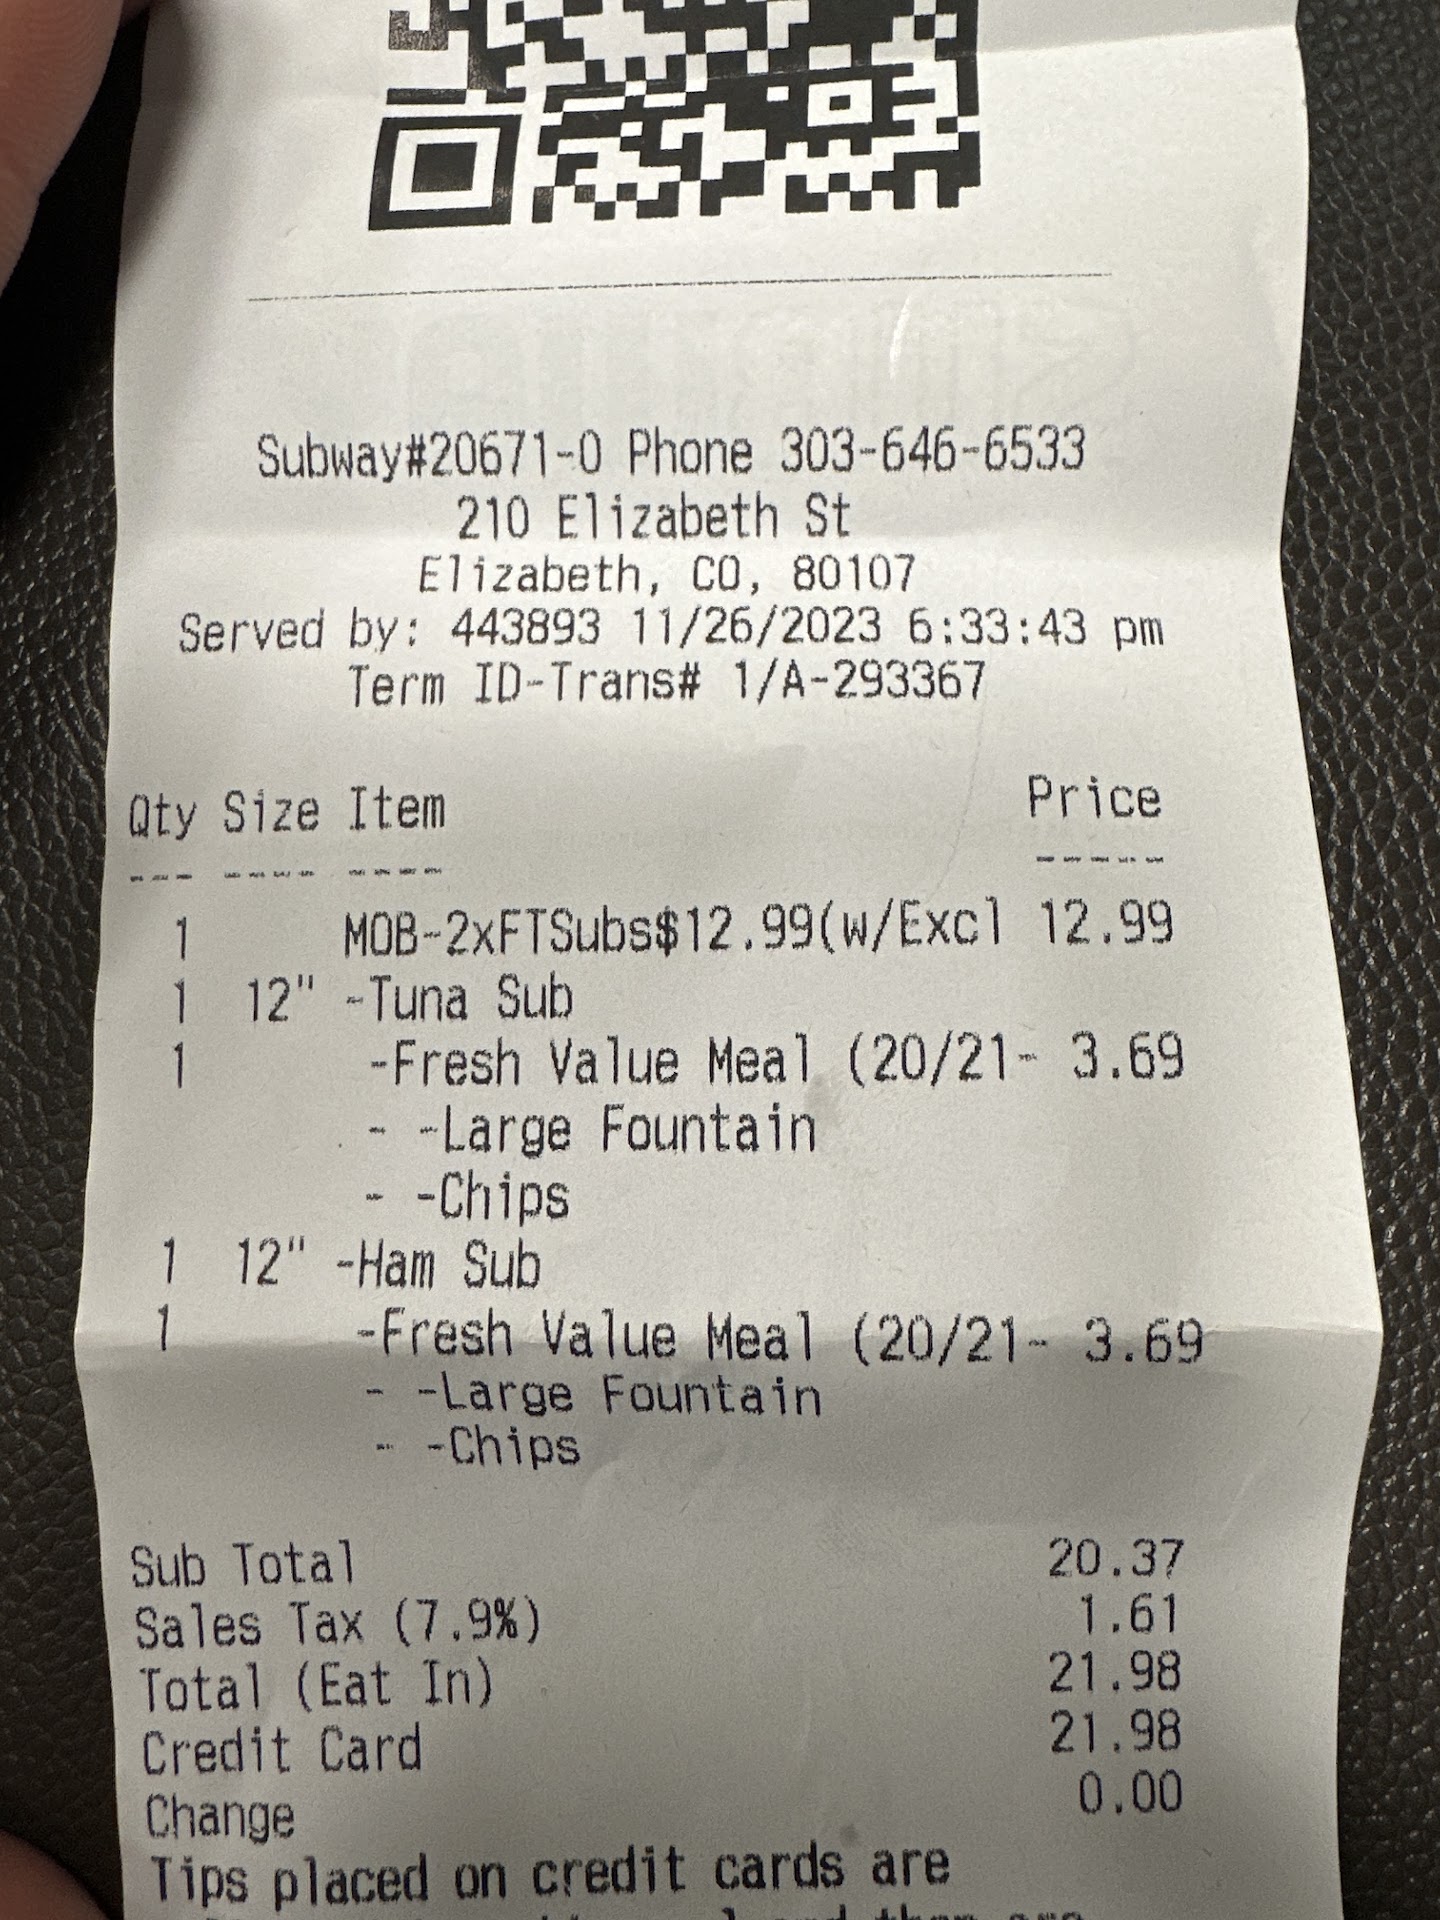 Subway#20671-0 Phone 303-646-6533
210 Elizabeth St
Elizabeth, CO, 80107
Served by: 443893 11/26/2023 6:33:43 pm
Term ID-Trans# 1/A-293367
Qty Size Item Price
--- ---- ---- -----
1 MOB-2xFTSubs$12.99(w/Excl 12.99
1 12" -Tuna Sub
1 -Fresh Value Meal (20/21- 3.69
- -Large Fountain
- -Chips
1 12" -Ham Sub
1 -Fresh Value Meal (20/21- 3.69
- -Large Fountain
- -Chips
Sub Total 20.37
Sales Tax (7.9%) 1.61
Total (Eat In) 21.98
Credit Card 21.98
Change 0.00
Tips placed on credit cards are